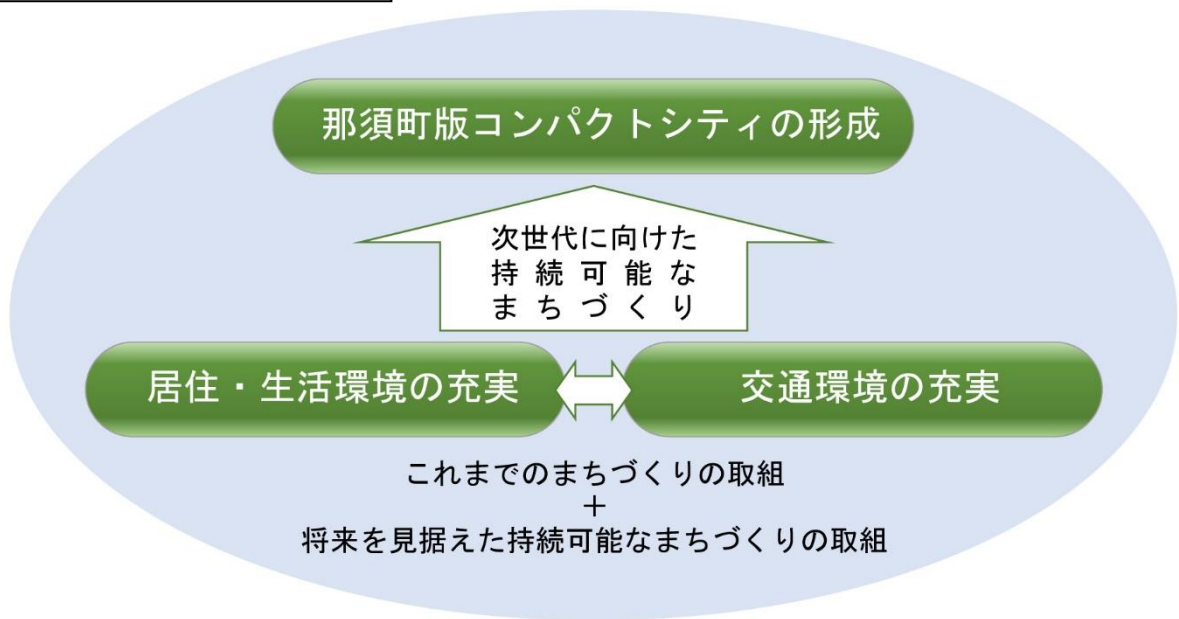 那須町版コンパクトシティの形成
次世代に向けた
持続可能な
まちづくり
居住・生活環境の充実
交通環境の充実
これまでのまちづくりの取組
+
将来を見据えた持続可能なまちづくりの取組